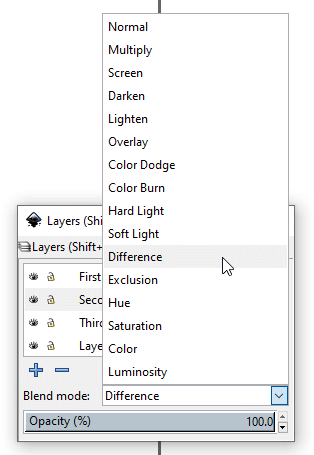 Normal
Multiply
Screen
Darken
Lighten
Overlay
Color Dodge
Color Burn
Hard Light
Soft Light
Difference
Exclusion
Hue
Saturation
Color
Luminosity
Layers (Shi
Layers (Shift+
First
Seco
Third
Laye
Blend mode: Difference
Opacity (%) 100.0